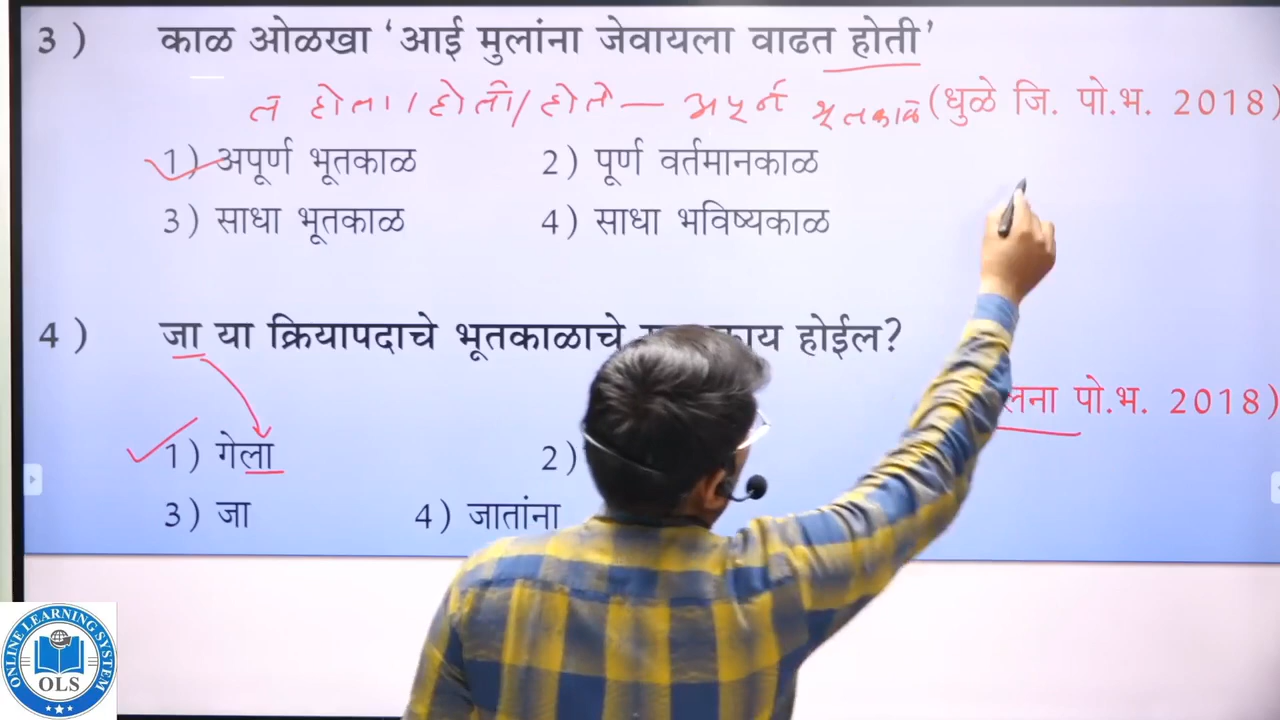 3 ) काळ ओळखा ‘आई मुलांना जेवायला वाढत होती’
त होता / होती / होते — अपूर्ण भूतकाळ (धुळे जि. पो.भ. 2018)
1) अपूर्ण भूतकाळ 2) पूर्ण वर्तमानकाळ
3) साधा भूतकाळ 4) साधा भविष्यकाळ
4 ) जा या क्रियापदाचे भूतकाळाचे काय होईल?
पो.भ. 2018)
1) गेला 2)
3) जा 4) जातांना
ONLINE LEARNING SYSTEM
OLS